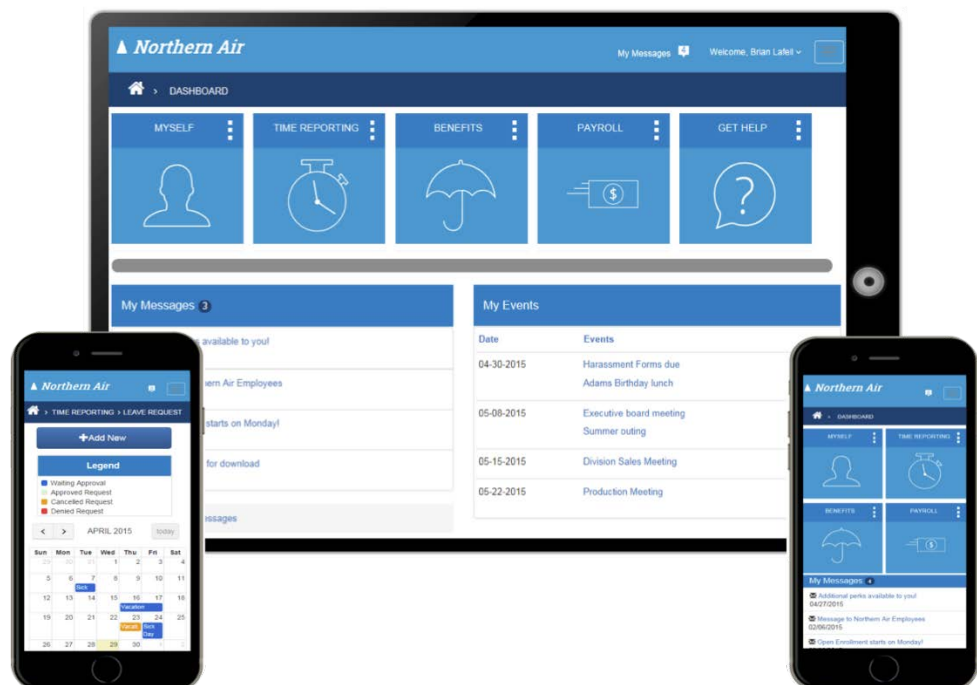 Northern Air
My Messages 4 Welcome, Brian Lafell
> DASHBOARD
MYSELF TIME REPORTING BENEFITS PAYROLL GET HELP
My Messages 3
available to you!
Air Employees
starts on Monday!
for download
My Events
Date Events
04-30-2015 Harassment Forms due
Adams Birthday lunch
05-08-2015 Executive board meeting
Summer outing
05-15-2015 Division Sales Meeting
05-22-2015 Production Meeting
Northern Air
> TIME REPORTING > LEAVE REQUEST
+Add New
Legend
Waiting Approval
Approved Request
Cancelled Request
Denied Request
< > APRIL 2015 today
Sun Mon Tue Wed Thu Fri Sat
29 30 31 1 2 3 4
5 6 7 8 9 10 11
Sick
12 13 14 15 16 17 18
Vacation
19 20 21 22 23 24 25
Vacati Sick
Day
26 27 28 29 30
Northern Air
> DASHBOARD
MYSELF TIME REPORTING
BENEFITS PAYROLL
My Messages 4
Additional perks available to you!
04/27/2015
Message to Northern Air Employees
02/06/2015
Open Enrollment starts on Monday!